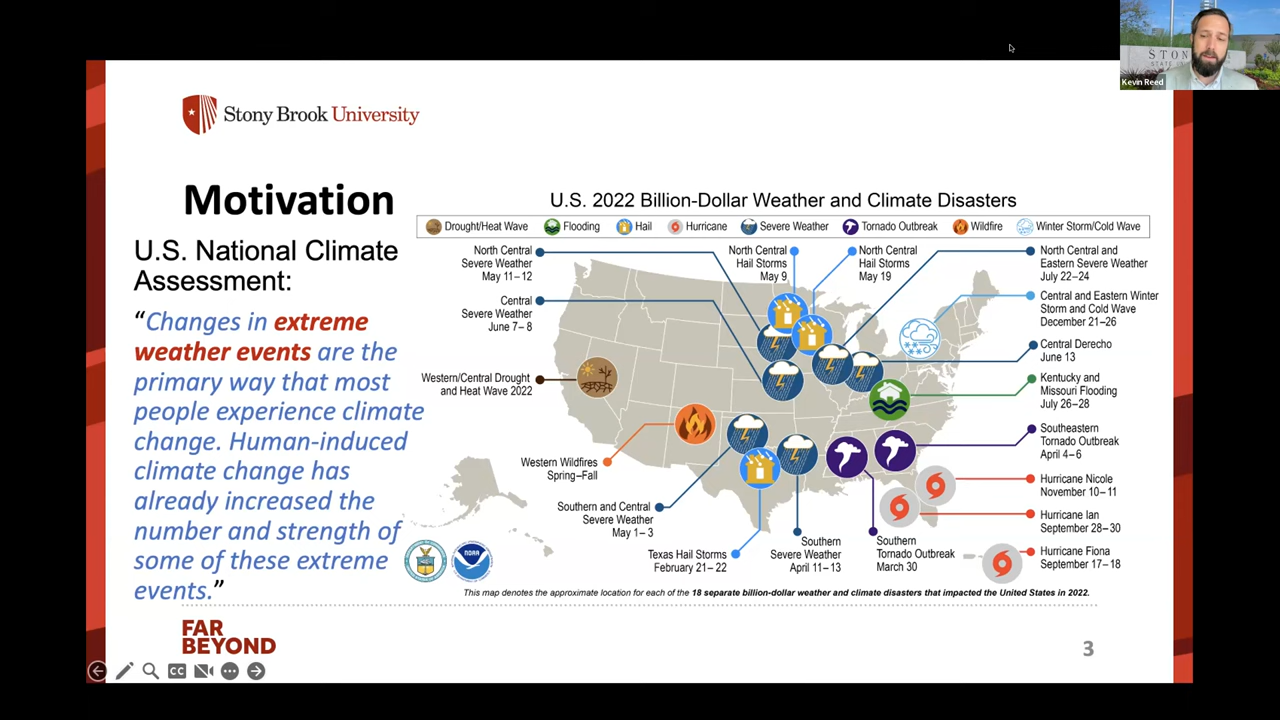 STON
Kevin Reed
Stony Brook University
Motivation
U.S. National Climate
Assessment:
“Changes in extreme
weather events are the
primary way that most
people experience climate
change. Human-induced
climate change has
already increased the
number and strength of
some of these extreme
events.”
U.S. 2022 Billion-Dollar Weather and Climate Disasters
Drought/Heat Wave Flooding Hail Hurricane Severe Weather Tornado Outbreak Wildfire Winter Storm/Cold Wave
North Central
Severe Weather
May 11–12
North Central
Hail Storms
May 9
North Central
Hail Storms
May 19
North Central and
Eastern Severe Weather
July 22–24
Central
Severe Weather
June 7–8
Central and Eastern Winter
Storm and Cold Wave
December 21–26
Central Derecho
June 13
Western/Central Drought
and Heat Wave 2022
Kentucky and
Missouri Flooding
July 26–28
Southeastern
Tornado Outbreak
April 4–6
Western Wildfires
Spring–Fall
Hurricane Nicole
November 10–11
Southern and Central
Severe Weather
May 1–3
Hurricane Ian
September 28–30
Texas Hail Storms
February 21–22
Southern
Severe Weather
April 11–13
Southern
Tornado Outbreak
March 30
Hurricane Fiona
September 17–18
NOAA
This map denotes the approximate location for each of the 18 separate billion-dollar weather and climate disasters that impacted the United States in 2022.
FAR
BEYOND
3
CC